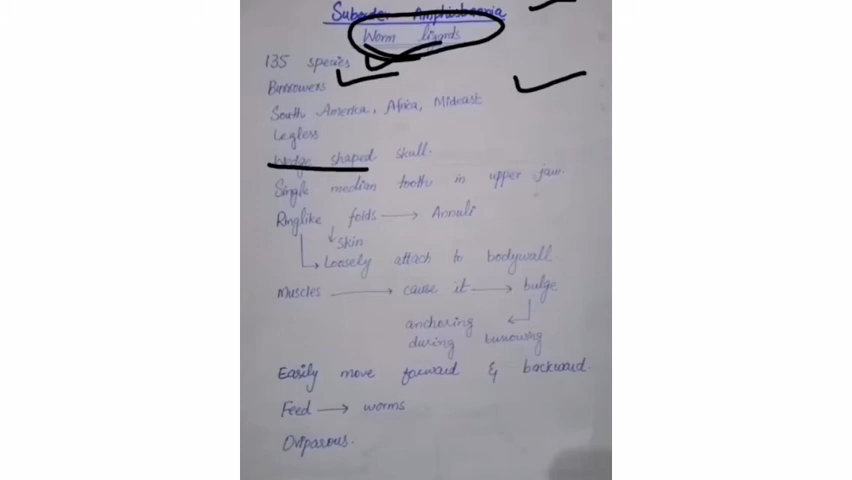 Suborder Amphisbaenia
Worm lizards
135 species
Burrowers
South America, Africa, Mideast
Legless
Wedge shaped skull.
Single median tooth in upper jaw.
Ringlike folds → Annuli
↓ skin
→ Loosely attach to bodywall
Muscles → cause it → bulge
anchoring
during burrowing
Easily move forward & backward.
Feed → worms
Oviparous.